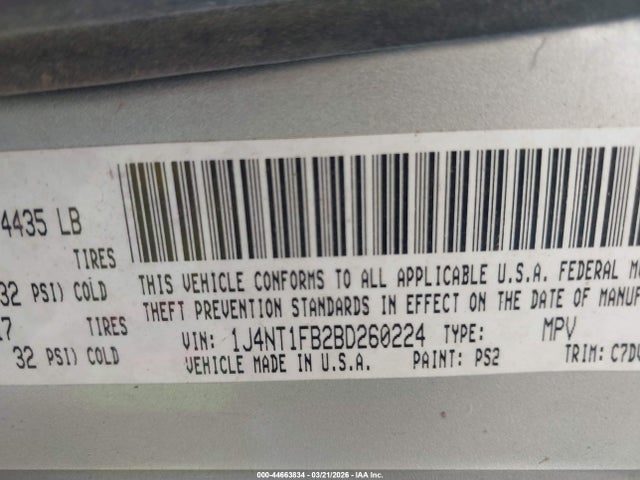 4435 LB
TIRES
32 PSI) COLD
THIS VEHICLE CONFORMS TO ALL APPLICABLE U.S.A. FEDERAL
THEFT PREVENTION STANDARDS IN EFFECT ON THE DATE OF MANUF
17 TIRES
VIN: 1J4NT1FB2BD260224 TYPE: MPV
32 PSI) COLD
VEHICLE MADE IN U.S.A. PAINT: PS2 TRIM: C7D
000-44663834 - 03/21/2026 - IAA Inc.